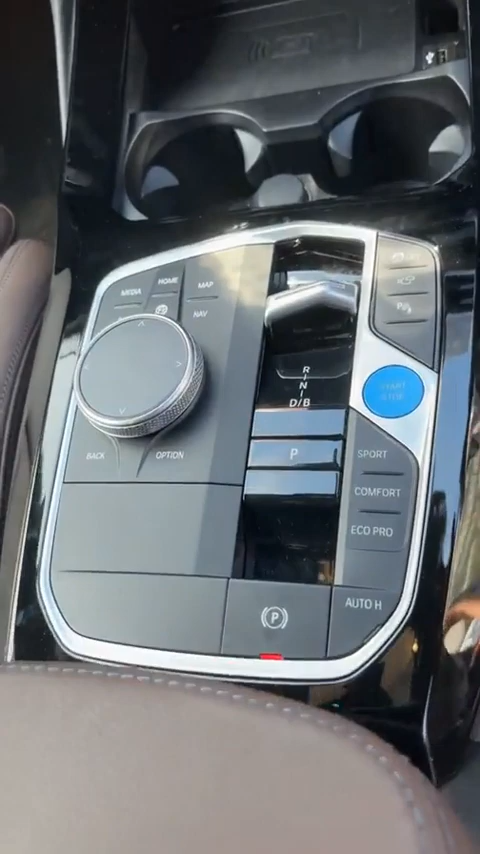 MEDIA
HOME
MAP
NAV
BACK
OPTION
R
N
D/B
P
START
STOP
SPORT
COMFORT
ECO PRO
AUTO H
P